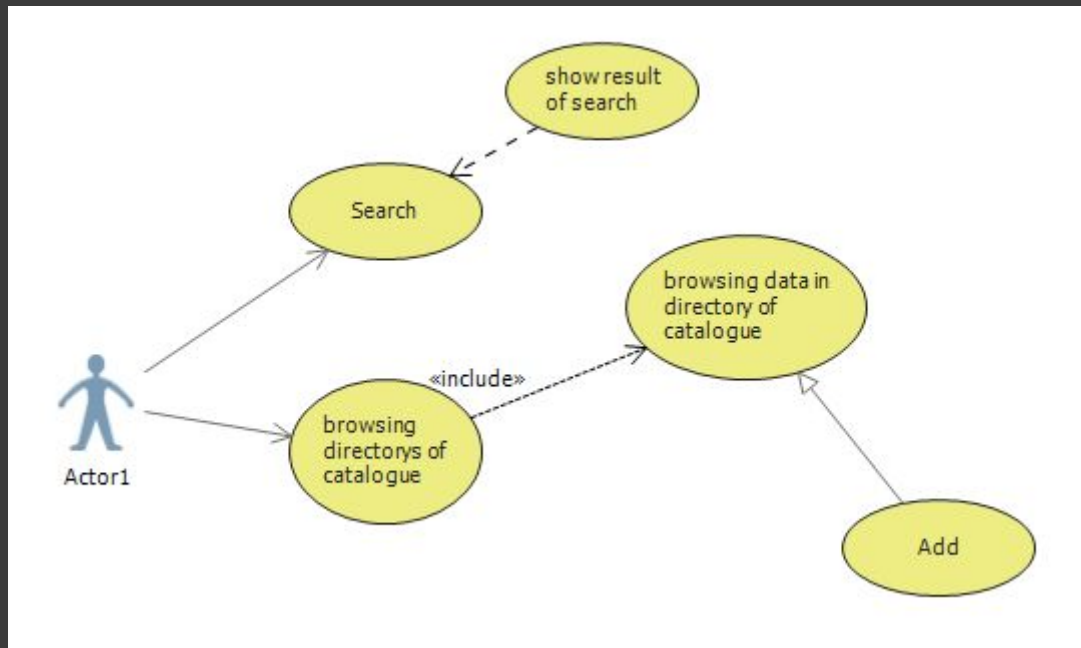 show result
of search
Search
browsing data in
directory of
catalogue
«include»
browsing
directorys of
catalogue
Actor1
Add